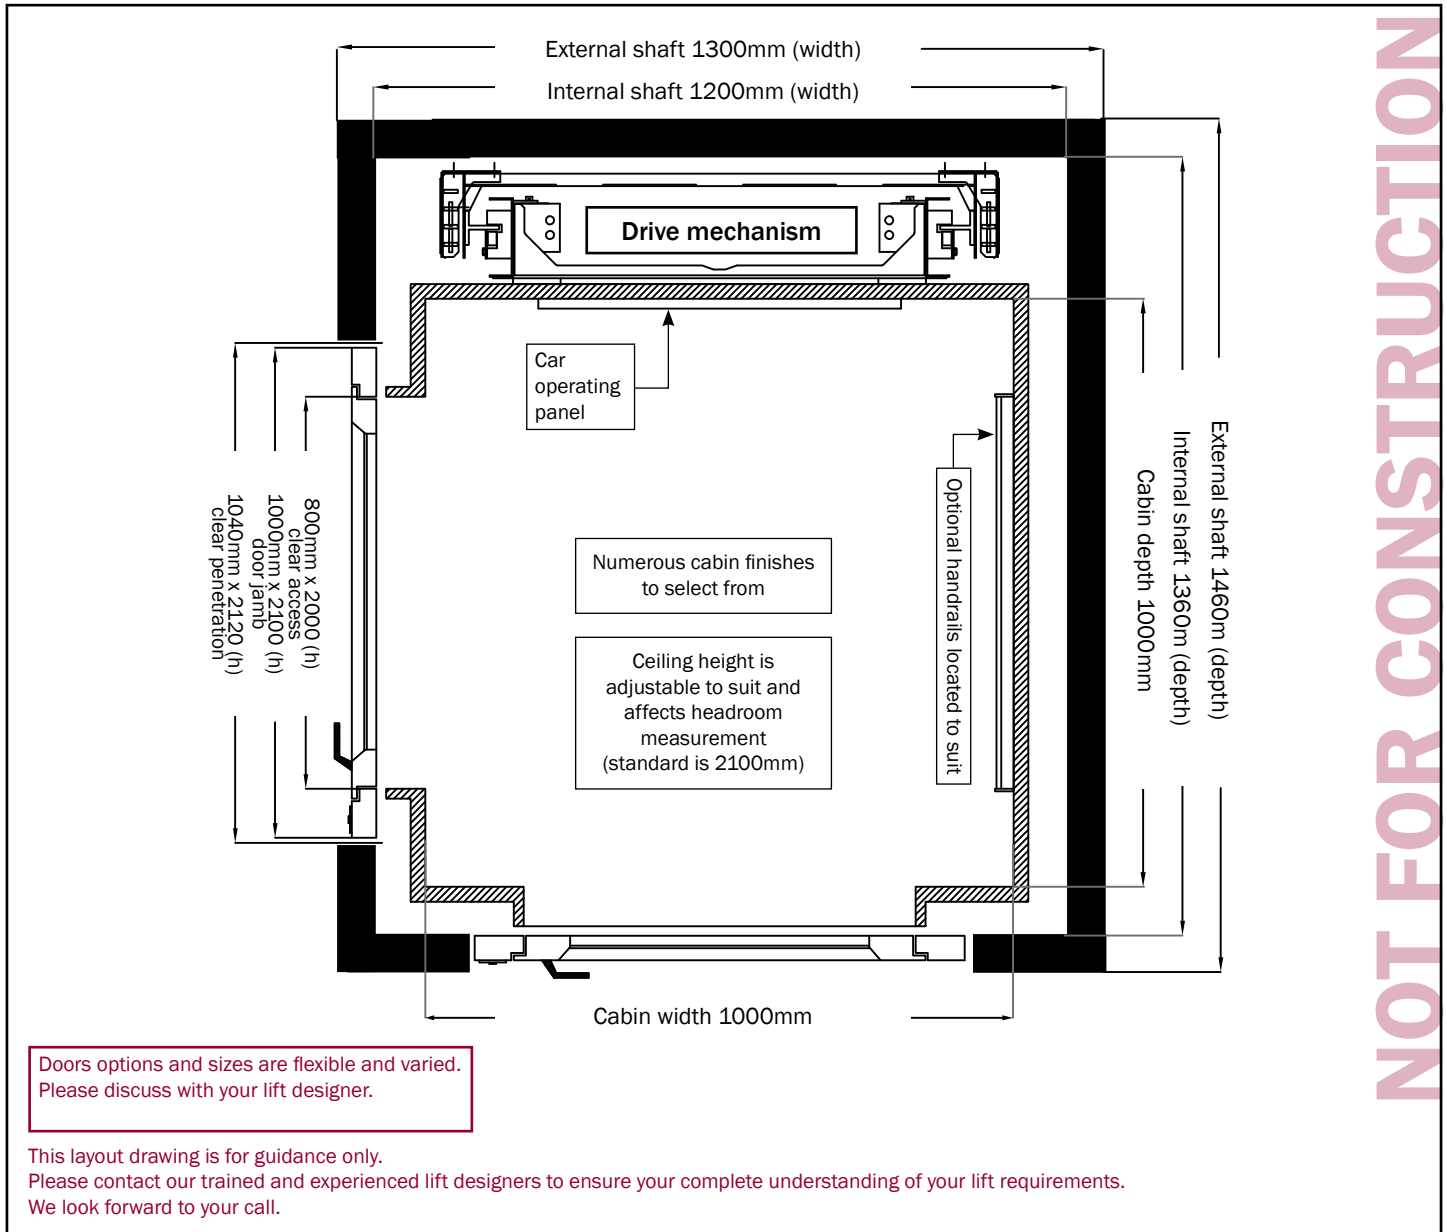 External shaft 1300mm (width)
Internal shaft 1200mm (width)
Drive mechanism
Car
operating
panel
Optional handrails located to suit
Numerous cabin finishes
to select from
Ceiling height is
adjustable to suit and
affects headroom
measurement
(standard is 2100mm)
800mm x 2000 (h)
clear access
1000mm x 2100 (h)
door jamb
1040mm x 2120 (h)
clear penetration
External shaft 1460m (depth)
Internal shaft 1360m (depth)
Cabin depth 1000mm
Cabin width 1000mm
NOT FOR CONSTRUCTION
Doors options and sizes are flexible and varied.
Please discuss with your lift designer.
This layout drawing is for guidance only.
Please contact our trained and experienced lift designers to ensure your complete understanding of your lift requirements.
We look forward to your call.